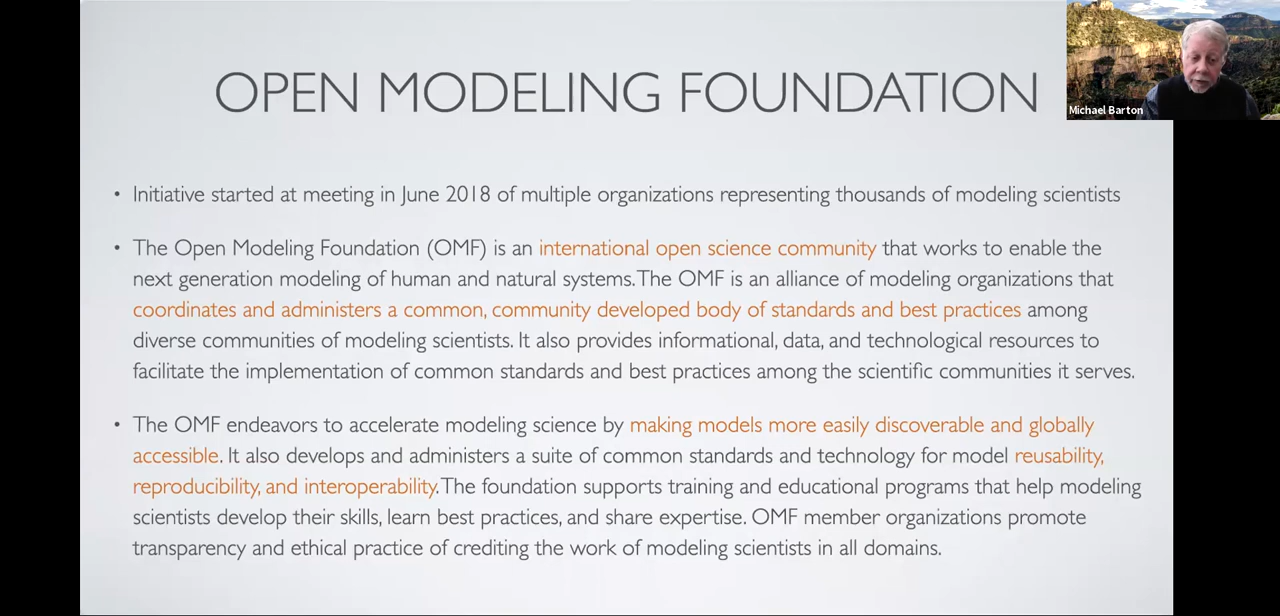 OPEN MODELING FOUNDATION
Michael Barton
• Initiative started at meeting in June 2018 of multiple organizations representing thousands of modeling scientists
• The Open Modeling Foundation (OMF) is an international open science community that works to enable the
next generation modeling of human and natural systems. The OMF is an alliance of modeling organizations that
coordinates and administers a common, community developed body of standards and best practices among
diverse communities of modeling scientists. It also provides informational, data, and technological resources to
facilitate the implementation of common standards and best practices among the scientific communities it serves.
• The OMF endeavors to accelerate modeling science by making models more easily discoverable and globally
accessible. It also develops and administers a suite of common standards and technology for model reusability,
reproducibility, and interoperability. The foundation supports training and educational programs that help modeling
scientists develop their skills, learn best practices, and share expertise. OMF member organizations promote
transparency and ethical practice of crediting the work of modeling scientists in all domains.